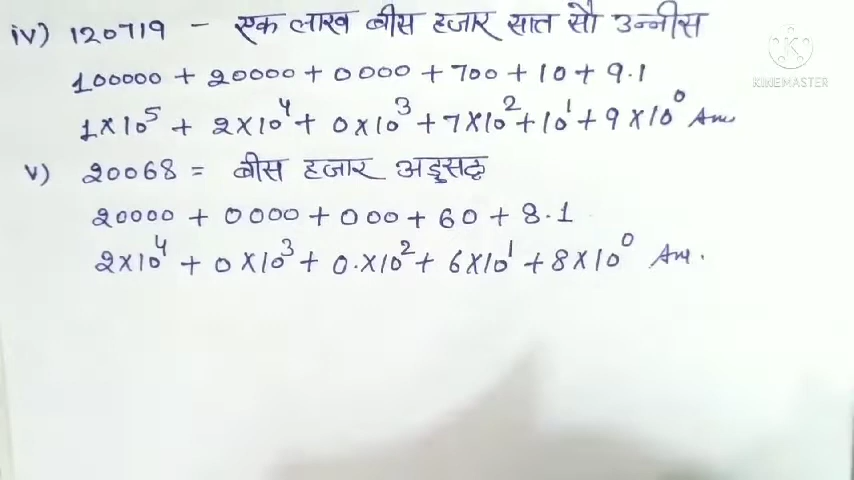 iv) 120719 - एक लाख बीस हजार सात सौ उन्नीस
100000 + 20000 + 0000 + 700 + 10 + 9.1
1×10⁵ + 2×10⁴ + 0×10³ + 7×10² + 10¹ + 9×10⁰ Ans
v) 20068 = बीस हजार अड़सठ
20000 + 0000 + 000 + 60 + 8.1
2×10⁴ + 0×10³ + 0.×10² + 6×10¹ + 8×10⁰ Ans.
KINEMASTER